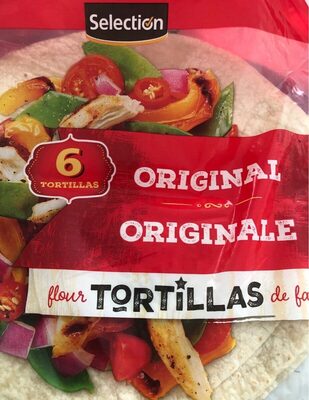 Selection
6
TORTILLAS
ORIGINAL
ORIGINALE
flour TORTILLAS de